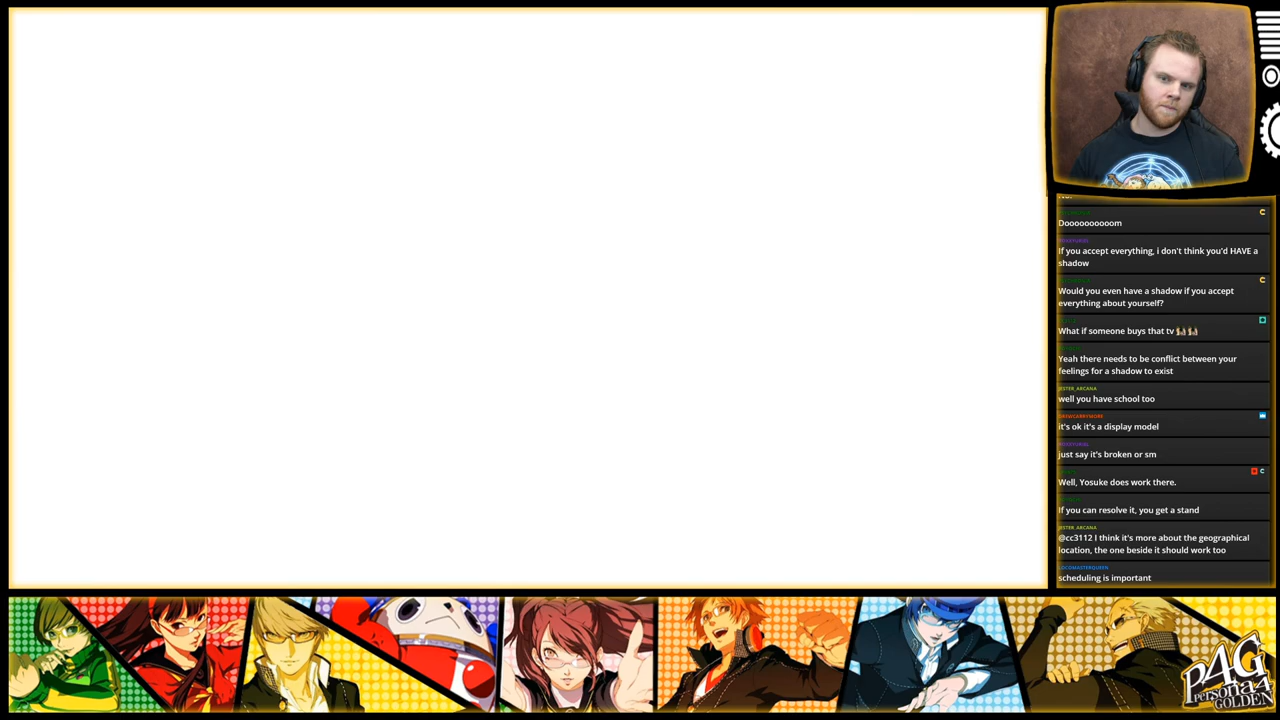 Dooooooooom
If you accept everything, i don't think you'd HAVE a
shadow
Would you even have a shadow if you accept
everything about yourself?
What if someone buys that tv
Yeah there needs to be conflict between your
feelings for a shadow to exist
JESTER_ARCANA
well you have school too
DREWCARRYMORE
it's ok it's a display model
just say it's broken or sm
Well, Yosuke does work there.
If you can resolve it, you get a stand
JESTER_ARCANA
@cc3112 I think it's more about the geographical
location, the one beside it should work too
LOCOMASTERQUEEN
scheduling is important
P4G
persona4
GOLDEN